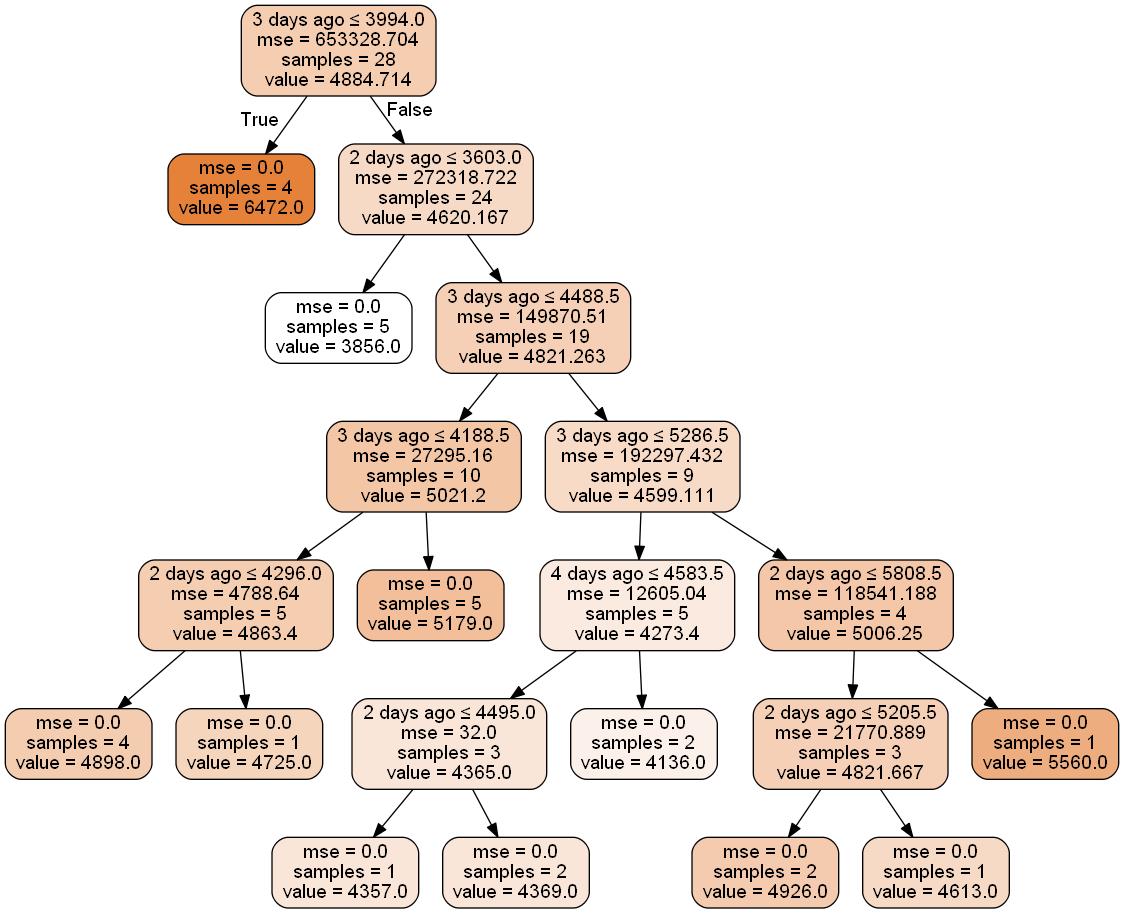 3 days ago ≤ 3994.0
mse = 653328.704
samples = 28
value = 4884.714
True
False
mse = 0.0
samples = 4
value = 6472.0
2 days ago ≤ 3603.0
mse = 272318.722
samples = 24
value = 4620.167
mse = 0.0
samples = 5
value = 3856.0
3 days ago ≤ 4488.5
mse = 149870.51
samples = 19
value = 4821.263
3 days ago ≤ 4188.5
mse = 27295.16
samples = 10
value = 5021.2
3 days ago ≤ 5286.5
mse = 192297.432
samples = 9
value = 4599.111
2 days ago ≤ 4296.0
mse = 4788.64
samples = 5
value = 4863.4
mse = 0.0
samples = 5
value = 5179.0
4 days ago ≤ 4583.5
mse = 12605.04
samples = 5
value = 4273.4
2 days ago ≤ 5808.5
mse = 118541.188
samples = 4
value = 5006.25
mse = 0.0
samples = 4
value = 4898.0
mse = 0.0
samples = 1
value = 4725.0
2 days ago ≤ 4495.0
mse = 32.0
samples = 3
value = 4365.0
mse = 0.0
samples = 2
value = 4136.0
2 days ago ≤ 5205.5
mse = 21770.889
samples = 3
value = 4821.667
mse = 0.0
samples = 1
value = 5560.0
mse = 0.0
samples = 1
value = 4357.0
mse = 0.0
samples = 2
value = 4369.0
mse = 0.0
samples = 2
value = 4926.0
mse = 0.0
samples = 1
value = 4613.0